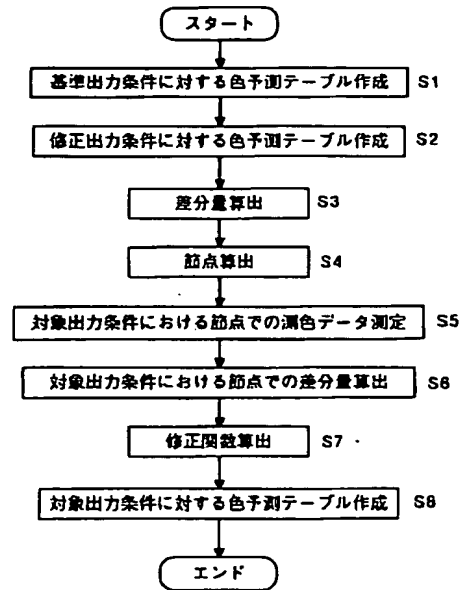 スタート
基準出力条件に対する色予測テーブル作成 S1
修正出力条件に対する色予測テーブル作成 S2
差分量算出 S3
節点算出 S4
対象出力条件における節点での測色データ測定 S5
対象出力条件における節点での差分量算出 S6
修正関数算出 S7
対象出力条件に対する色予測テーブル作成 S8
エンド